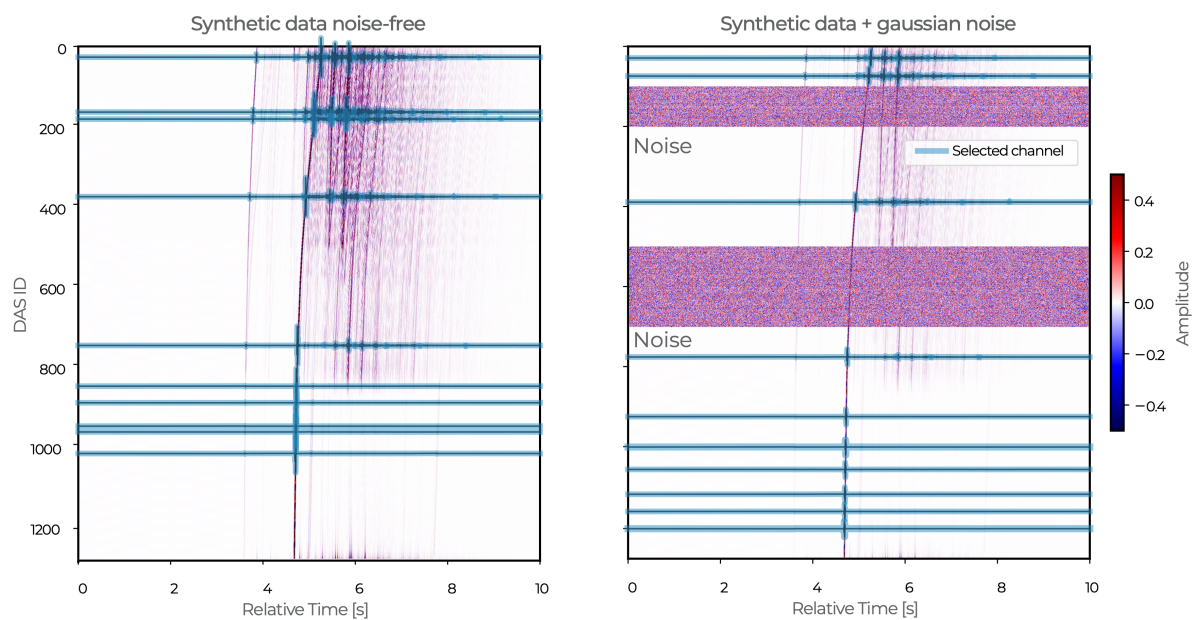 Synthetic data noise-free
Synthetic data + gaussian noise
0
200
400
600
800
1000
1200
DAS ID
0 2 4 6 8 10
Relative Time [s]
Noise
Selected channel
Noise
0 2 4 6 8 10
Relative Time [s]
0.4
0.2
0.0
−0.2
−0.4
Amplitude